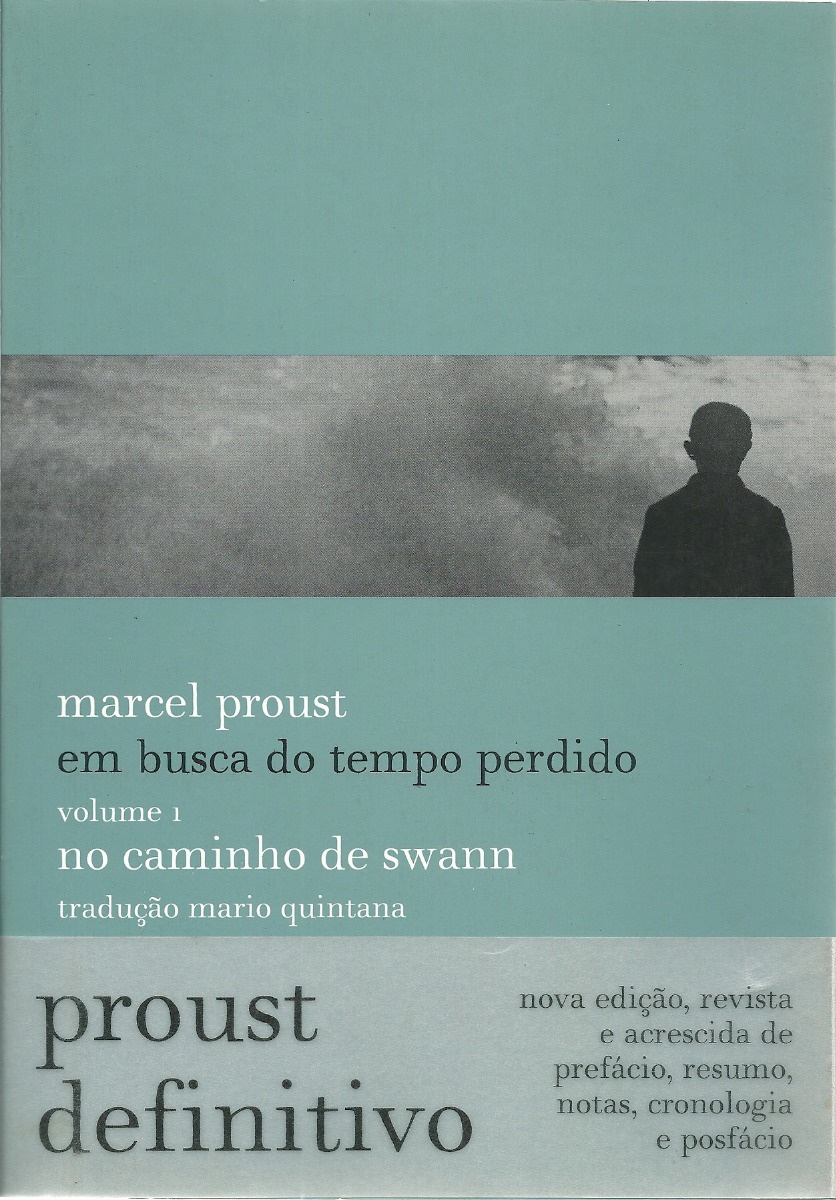 marcel proust
em busca do tempo perdido
volume 1
no caminho de swann
tradução mario quintana
proust
definitivo
nova edição, revista
e acrescida de
prefácio, resumo,
notas, cronologia
e posfácio